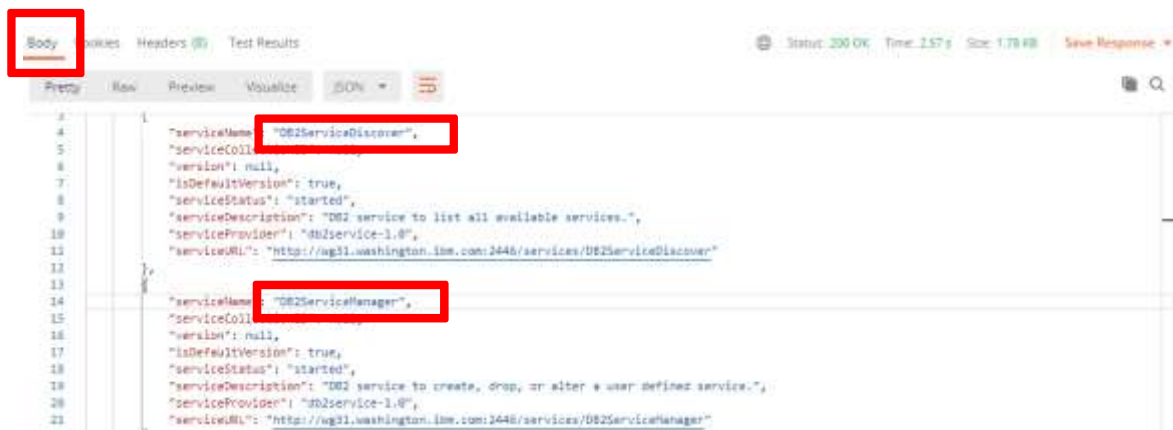 Body Cookies Headers (8) Test Results Status: 200 OK Time: 2.57 s Size: 1.78 KB Save Response
Pretty Raw Preview Visualize JSON
3 {
4 "serviceName": "DB2ServiceDiscover",
5 "serviceColl null,
6 "version": null,
7 "isDefaultVersion": true,
8 "serviceStatus": "started",
9 "serviceDescription": "DB2 service to list all available services.",
10 "serviceProvider": "db2service-1.0",
11 "serviceURL": "http://wg31.washington.ibm.com:2446/services/DB2ServiceDiscover"
12 },
13 {
14 "serviceName": "DB2ServiceManager",
15 "serviceColl
16 "version": null,
17 "isDefaultVersion": true,
18 "serviceStatus": "started",
19 "serviceDescription": "DB2 service to create, drop, or alter a user defined service.",
20 "serviceProvider": "db2service-1.0",
21 "serviceURL": "http://wg31.washington.ibm.com:2446/services/DB2ServiceManager"